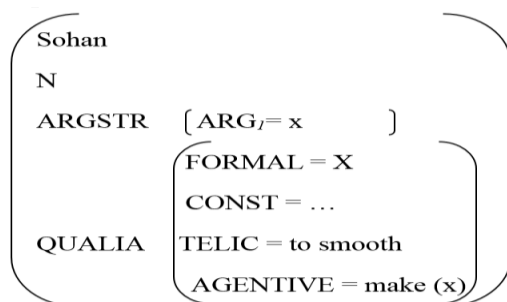 Sohan
N
ARGSTR [ARG1= x ]
FORMAL = X
CONST = …
QUALIA TELIC = to smooth
AGENTIVE = make (x)